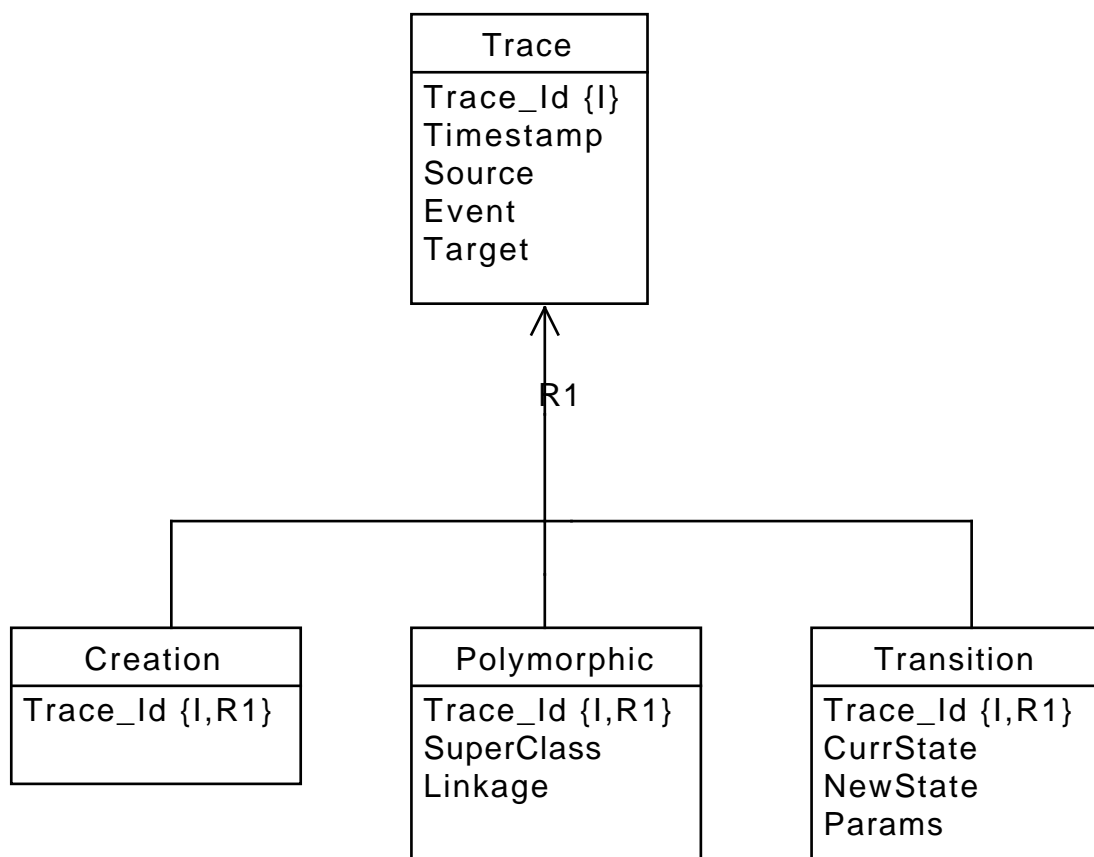 Trace
Trace_Id {I}
Timestamp
Source
Event
Target
R1
Creation
Trace_Id {I,R1}
Polymorphic
Trace_Id {I,R1}
SuperClass
Linkage
Transition
Trace_Id {I,R1}
CurrState
NewState
Params